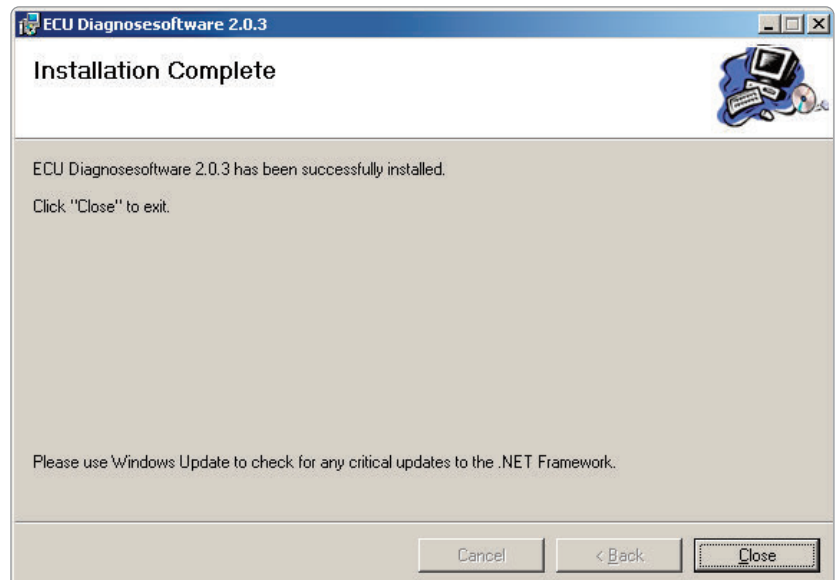 ECU Diagnosesoftware 2.0.3
Installation Complete
ECU Diagnosesoftware 2.0.3 has been successfully installed.
Click "Close" to exit.
Please use Windows Update to check for any critical updates to the .NET Framework.
Cancel
< Back
Close